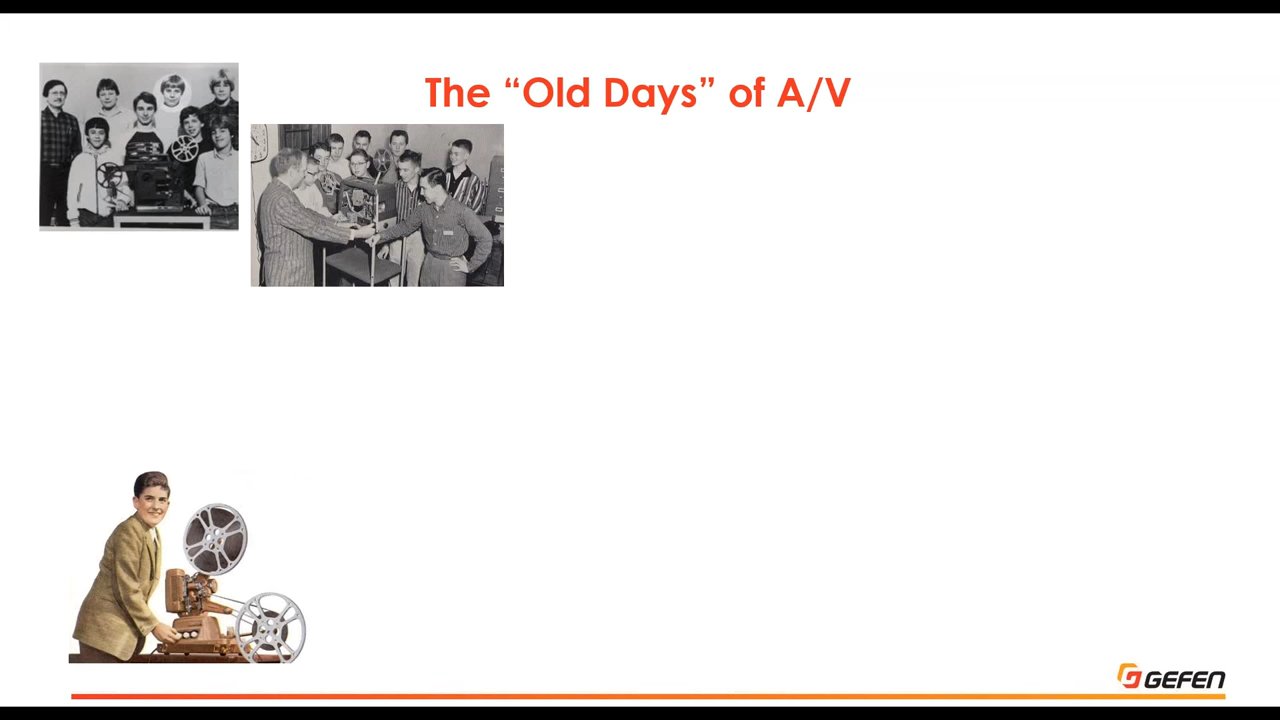 The “Old Days” of A/V
GEFEN